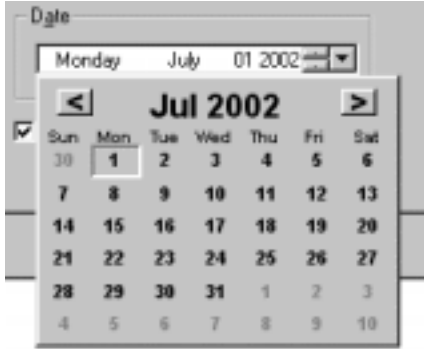 Date
Monday July 01 2002
< Jul 2002 >
Sun Mon Tue Wed Thu Fri Sat
30 1 2 3 4 5 6
7 8 9 10 11 12 13
14 15 16 17 18 19 20
21 22 23 24 25 26 27
28 29 30 31 1 2 3
4 5 6 7 8 9 10